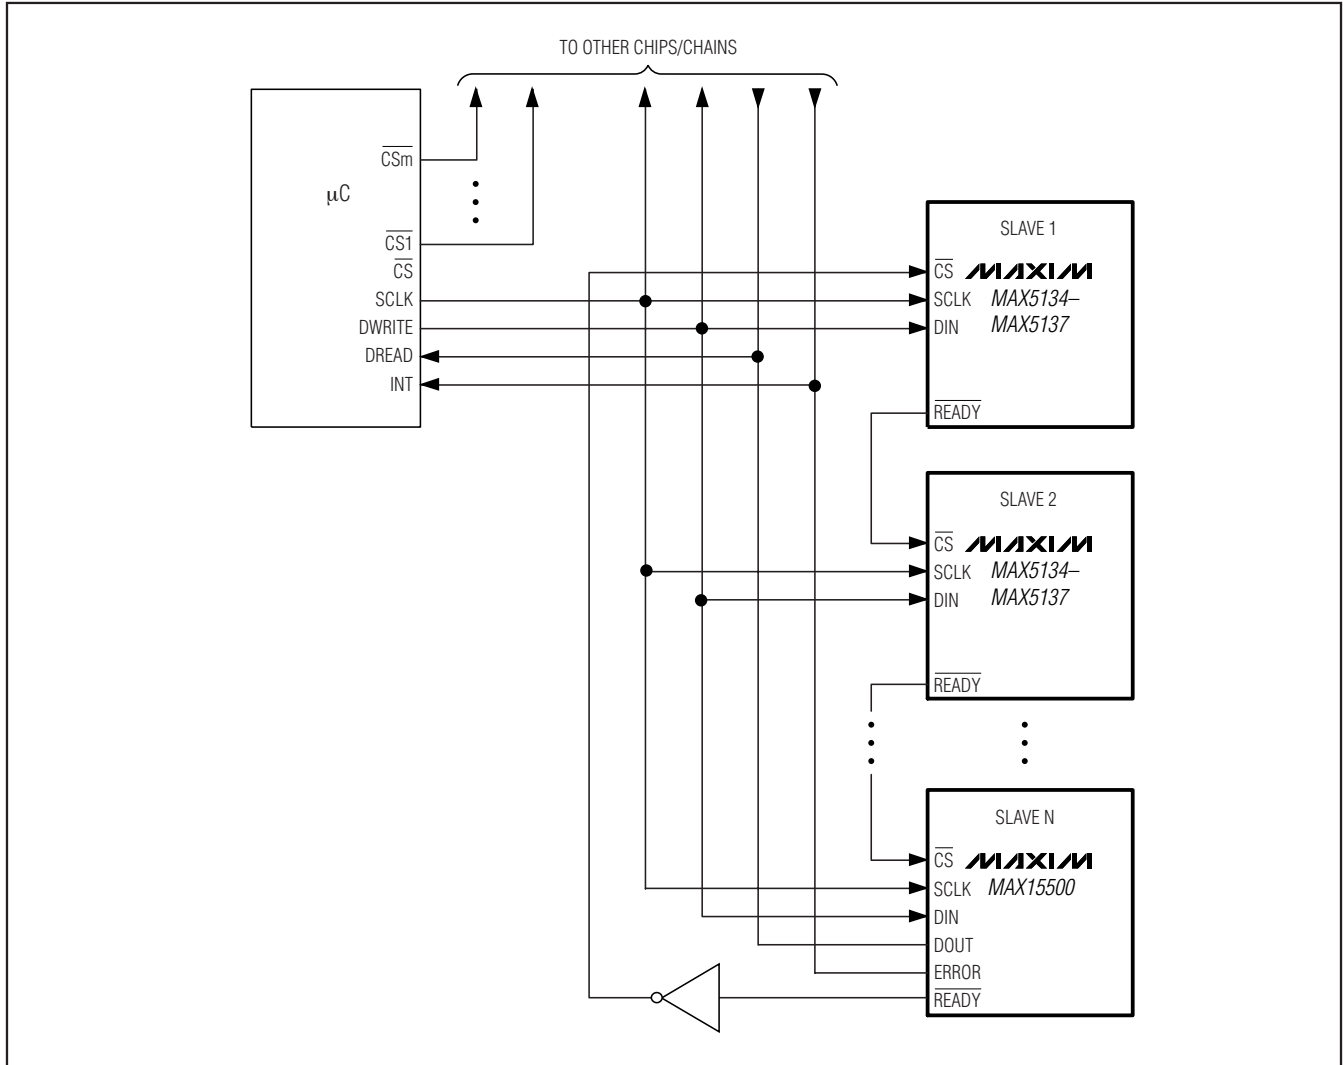 TO OTHER CHIPS/CHAINS
μC
CSm
CS1
CS
SCLK
DWRITE
DREAD
INT
SLAVE 1
CS MAXIM
SCLK MAX5134–
DIN MAX5137
READY
SLAVE 2
CS MAXIM
SCLK MAX5134–
DIN MAX5137
READY
SLAVE N
CS MAXIM
SCLK MAX15500
DIN
DOUT
ERROR
READY